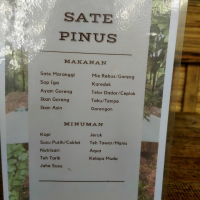 SATE
PINUS
MAKANAN
Sate Maranggi
Sop Iga
Ayam Goreng
Ikan Goreng
Ikan Asin
Mie Rebus/Goreng
Karedok
Telor Dadar/Ceplok
Tahu/Tempe
Goreng
MINUMAN
Kopi
Susu Putih/Coklat
Nutrisari
Teh Tarik
Jahe Susu
Jeruk
Teh Tawar/Manis
Aqua
Kelapa Muda